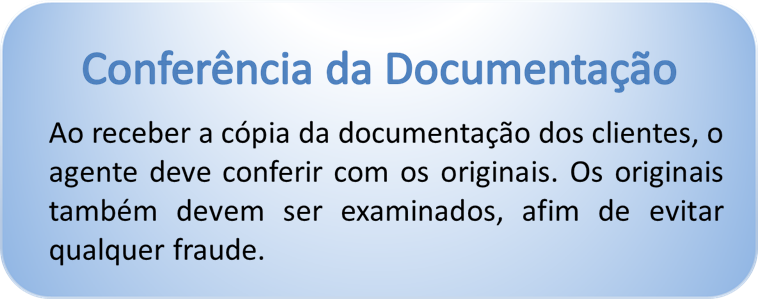 Conferência da Documentação
Ao receber a cópia da documentação dos clientes, o
agente deve conferir com os originais. Os originais
também devem ser examinados, afim de evitar
qualquer fraude.